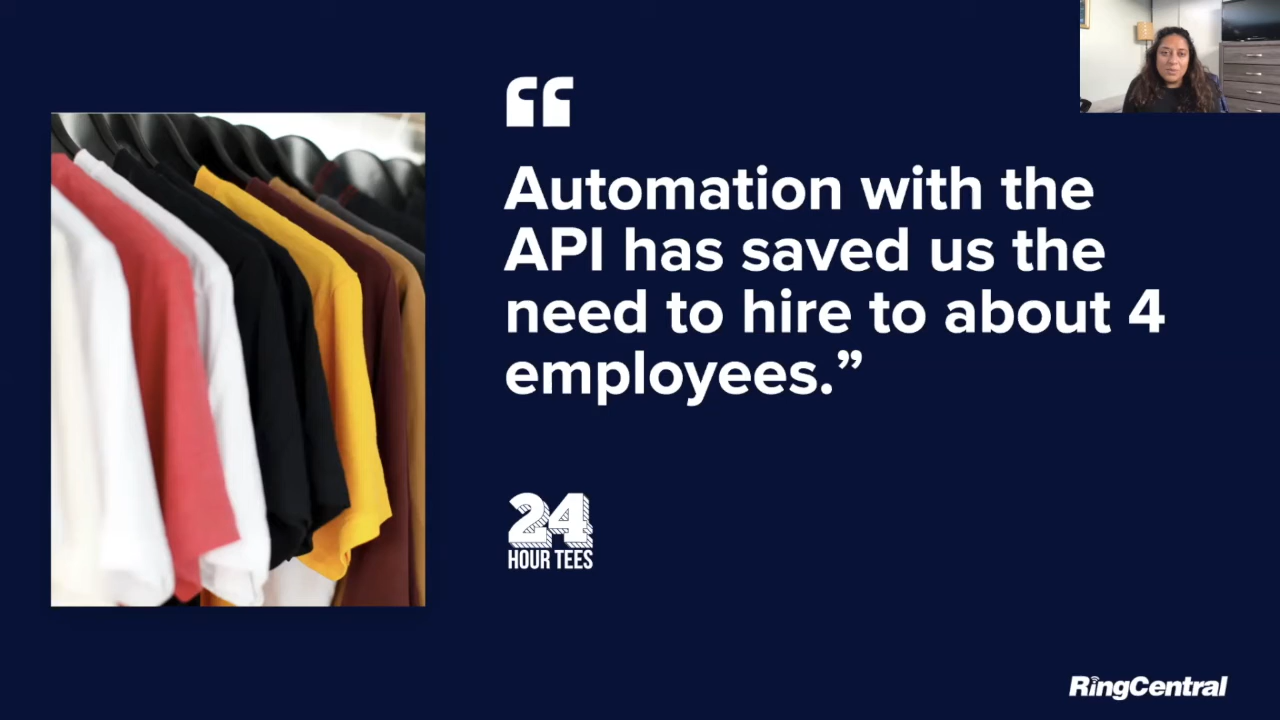 “
Automation with the
API has saved us the
need to hire to about 4
employees.”
24
HOUR TEES
RingCentral